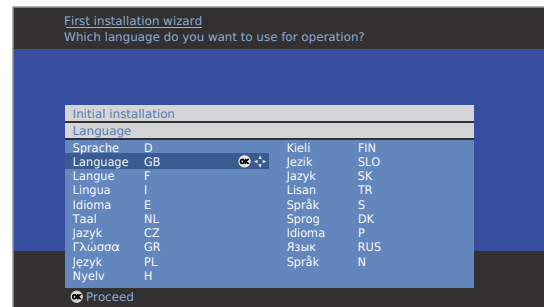 First installation wizard
Which language do you want to use for operation?
Initial installation
Language
Sprache D
Language GB OK
Langue F
Lingua I
Idioma E
Taal NL
Jazyk CZ
Γλώσσα GR
Język PL
Nyelv H
Kieli FIN
Jezik SLO
Jazyk SK
Lisan TR
Språk S
Sprog DK
Idioma P
Язык RUS
Språk N
OK Proceed